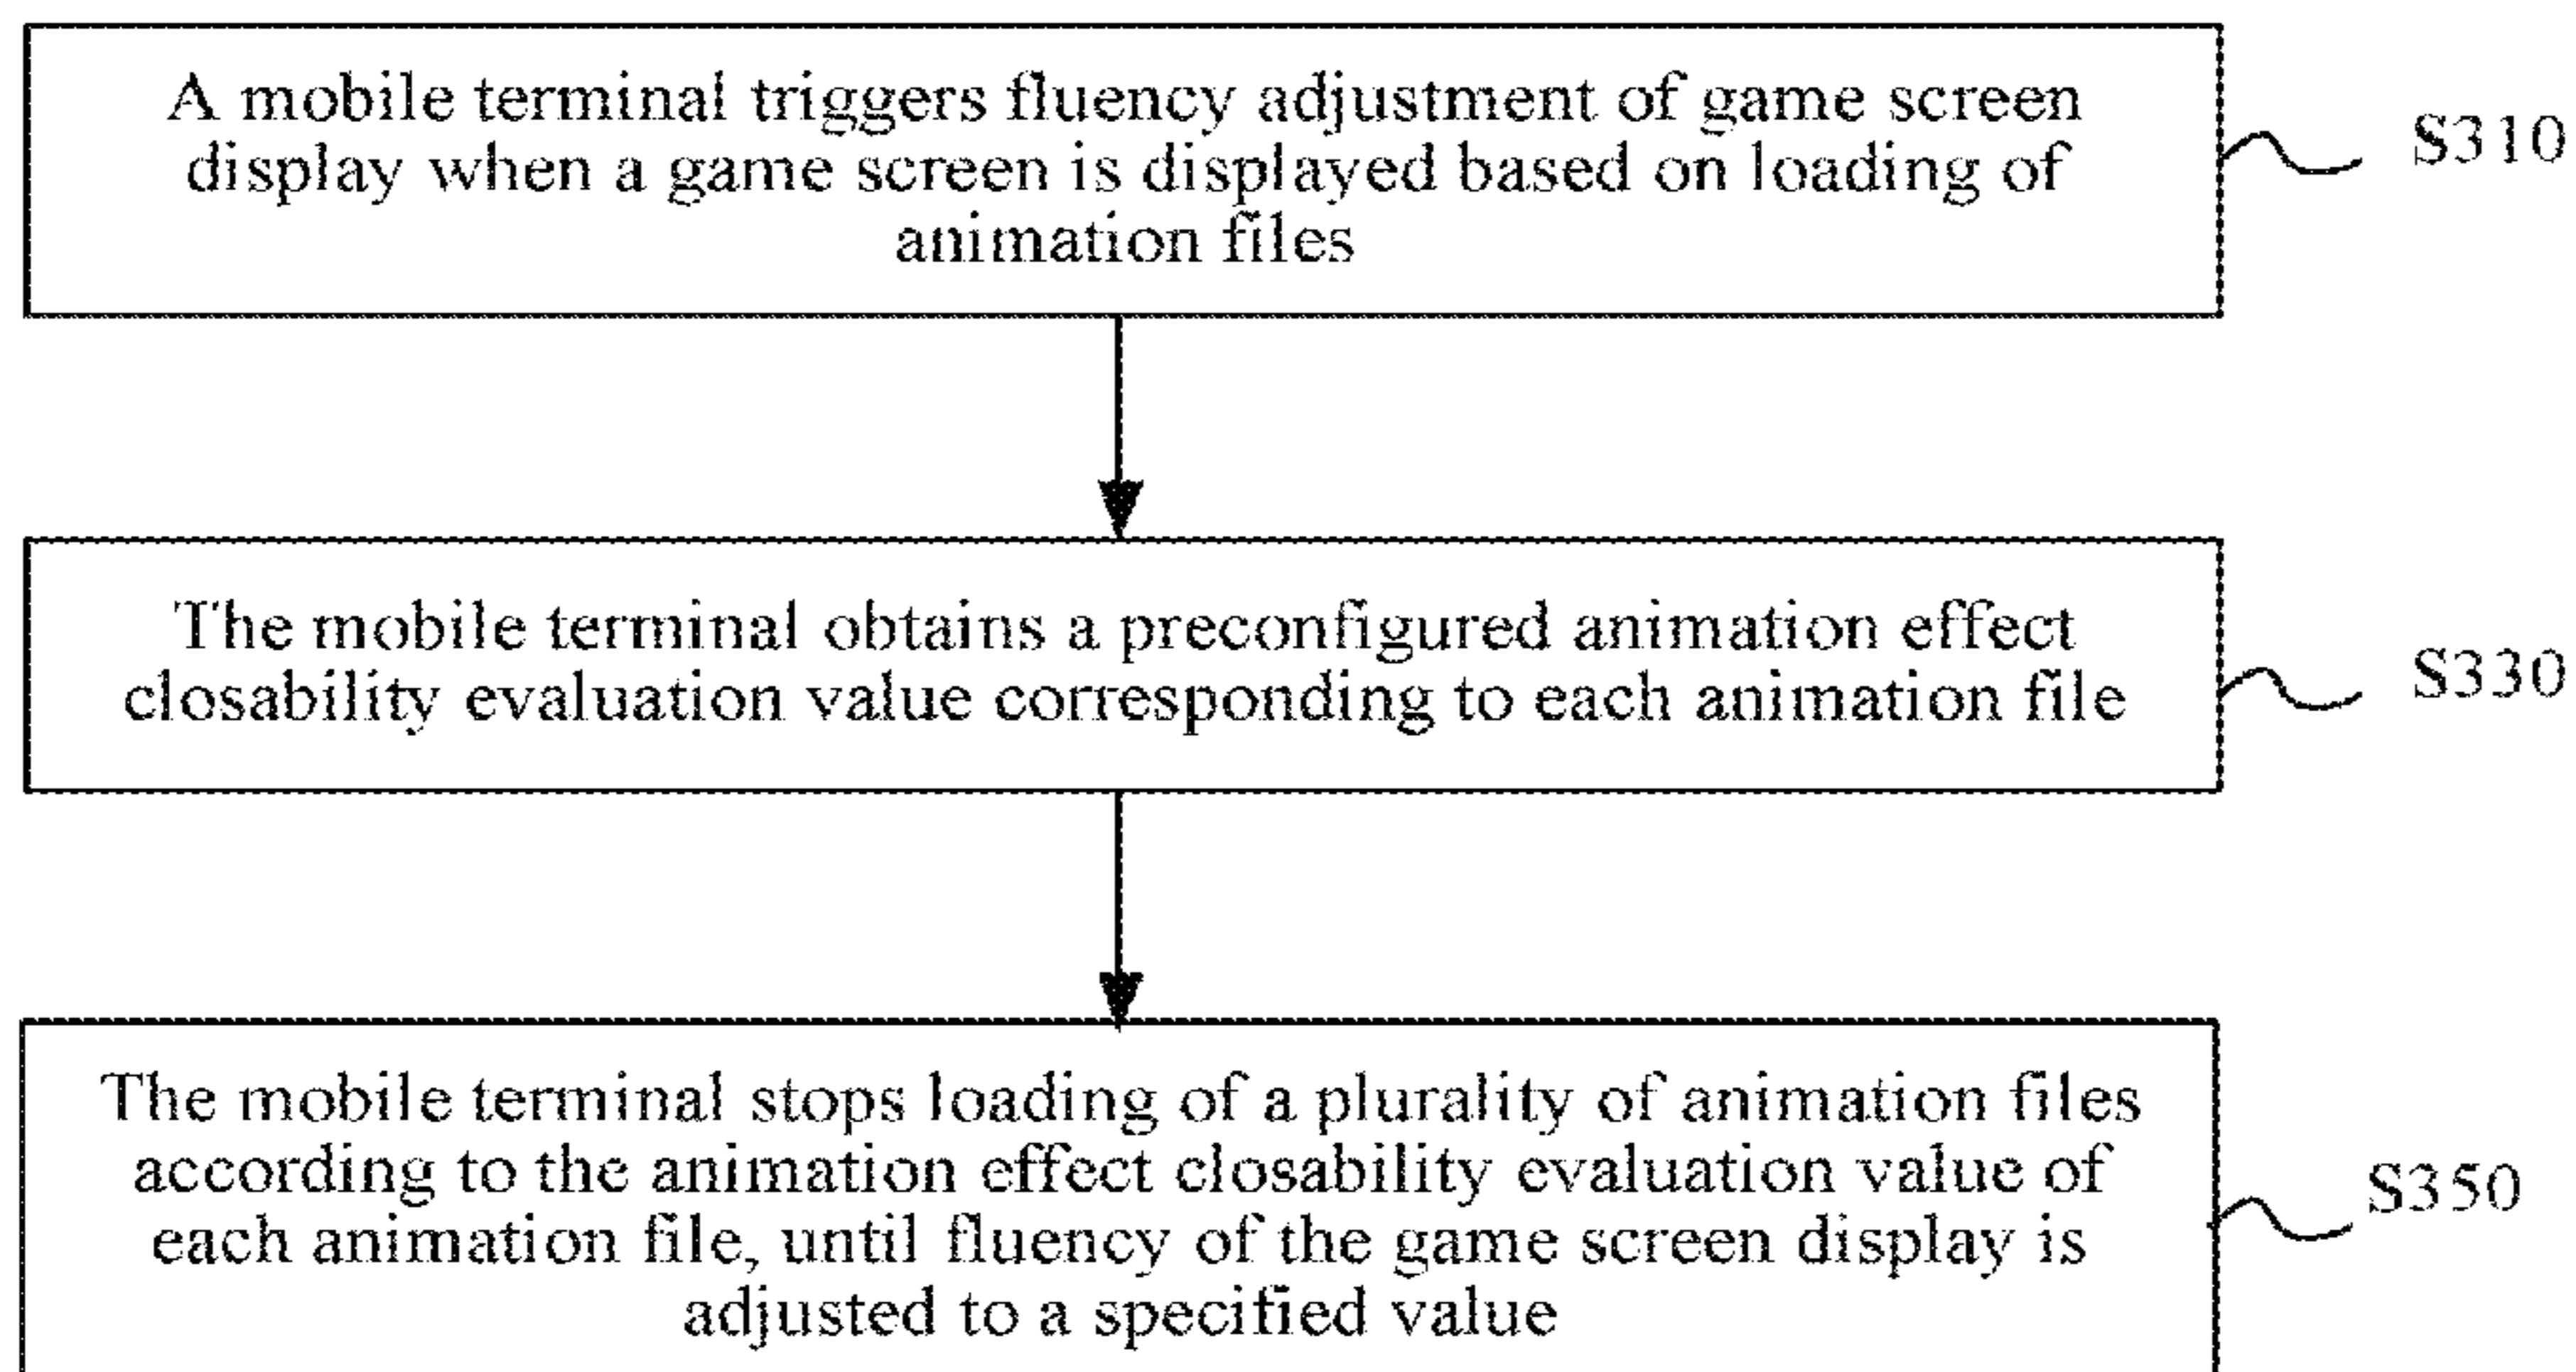 A mobile terminal triggers fluency adjustment of game screen
display when a game screen is displayed based on loading of
animation files
S310
The mobile terminal obtains a preconfigured animation effect
closability evaluation value corresponding to each animation file
S330
The mobile terminal stops loading of a plurality of animation files
according to the animation effect closability evaluation value of
each animation file, until fluency of the game screen display is
adjusted to a specified value
S350